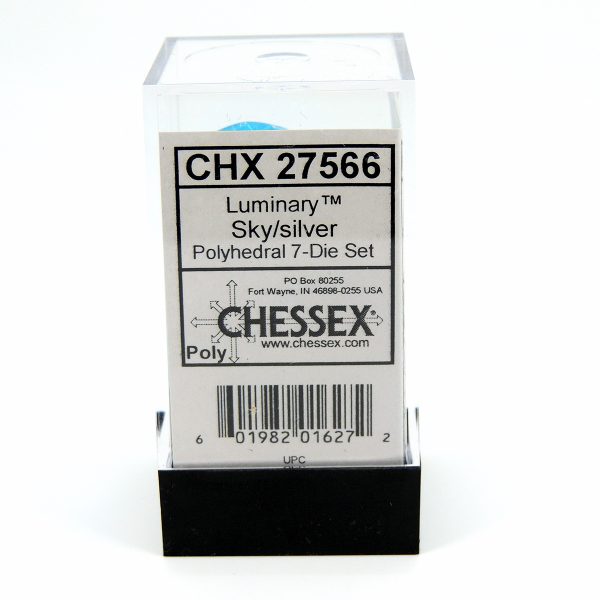 CHX 27566
Luminary™
Sky/silver
Polyhedral 7-Die Set
PO Box 80255
Fort Wayne, IN 46898-0255 USA
CHESSEX®
www.chessex.com
Poly
6 01982 01627 2
UPC